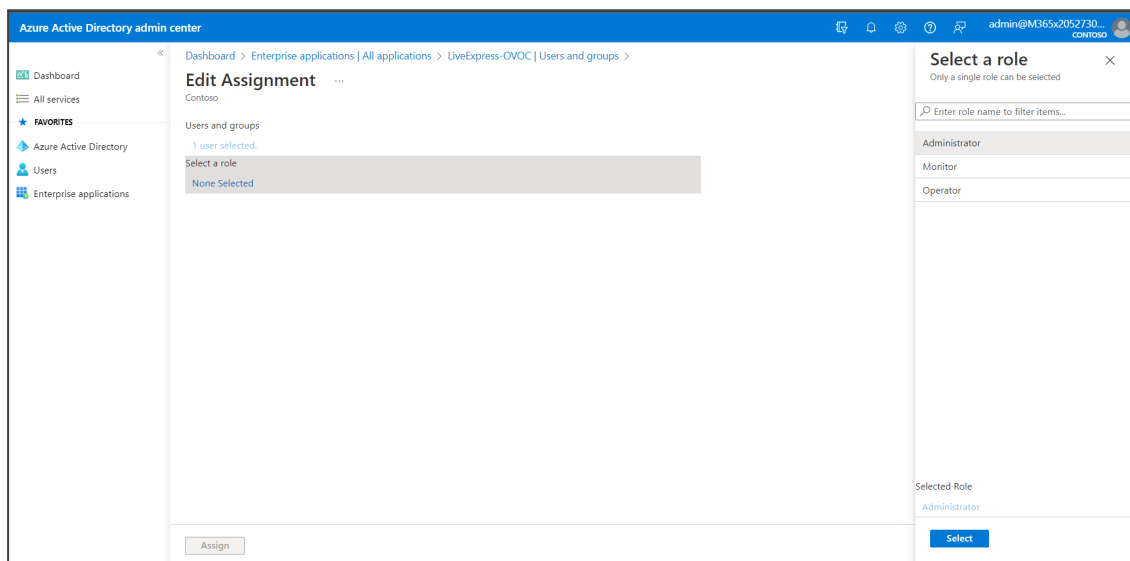 Azure Active Directory admin center
admin@M365x2052730...
CONTOSO
«
Dashboard
All services
FAVORITES
Azure Active Directory
Users
Enterprise applications
Dashboard > Enterprise applications | All applications > LiveExpress-OVOC | Users and groups >
Edit Assignment ...
Contoso
Users and groups
1 user selected.
Select a role
None Selected
Assign
Select a role
Only a single role can be selected
Enter role name to filter items...
Administrator
Monitor
Operator
Selected Role
Administrator
Select